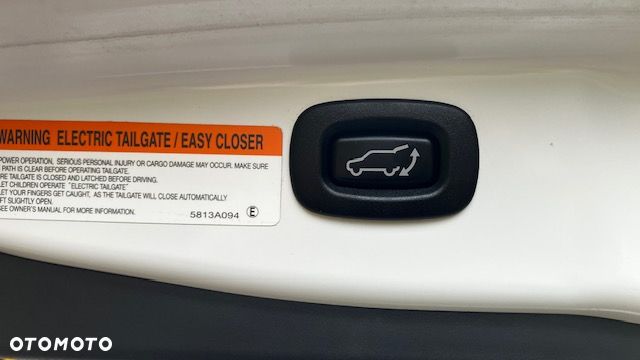 WARNING ELECTRIC TAILGATE / EASY CLOSER
POWER OPERATION, SERIOUS PERSONAL INJURY OR CARGO DAMAGE MAY OCCUR. MAKE SURE
PATH IS CLEAR BEFORE OPERATING TAILGATE.
RE TAILGATE IS CLOSED AND LATCHED BEFORE DRIVING.
LET CHILDREN OPERATE "ELECTRIC TAILGATE"
LET YOUR FINGERS GET CAUGHT, AS THE TAILGATE WILL CLOSE AUTOMATICALLY
FT SLIGHTLY OPEN.
SEE OWNER'S MANUAL FOR MORE INFORMATION.
5813A094 E
OTOMOTO